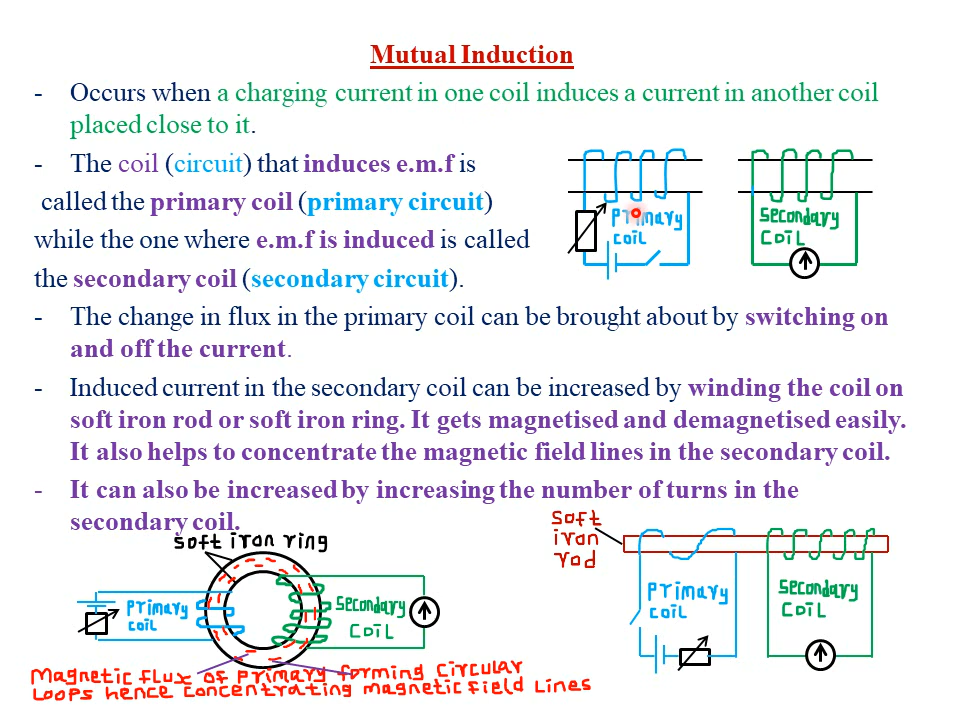 Mutual Induction
- Occurs when a charging current in one coil induces a current in another coil
placed close to it.
- The coil (circuit) that induces e.m.f is
called the primary coil (primary circuit)
while the one where e.m.f is induced is called
the secondary coil (secondary circuit).
Primary
coil
Secondary
COIL
- The change in flux in the primary coil can be brought about by switching on
and off the current.
- Induced current in the secondary coil can be increased by winding the coil on
soft iron rod or soft iron ring. It gets magnetised and demagnetised easily.
It also helps to concentrate the magnetic field lines in the secondary coil.
- It can also be increased by increasing the number of turns in the
secondary coil.
Soft iron ring
Primary
coil
Secondary
COIL
Magnetic flux of Primary forming Circular
Loops hence Concentrating Magnetic field Lines
Soft
iron
rod
Primary
COIL
Secondary
COIL